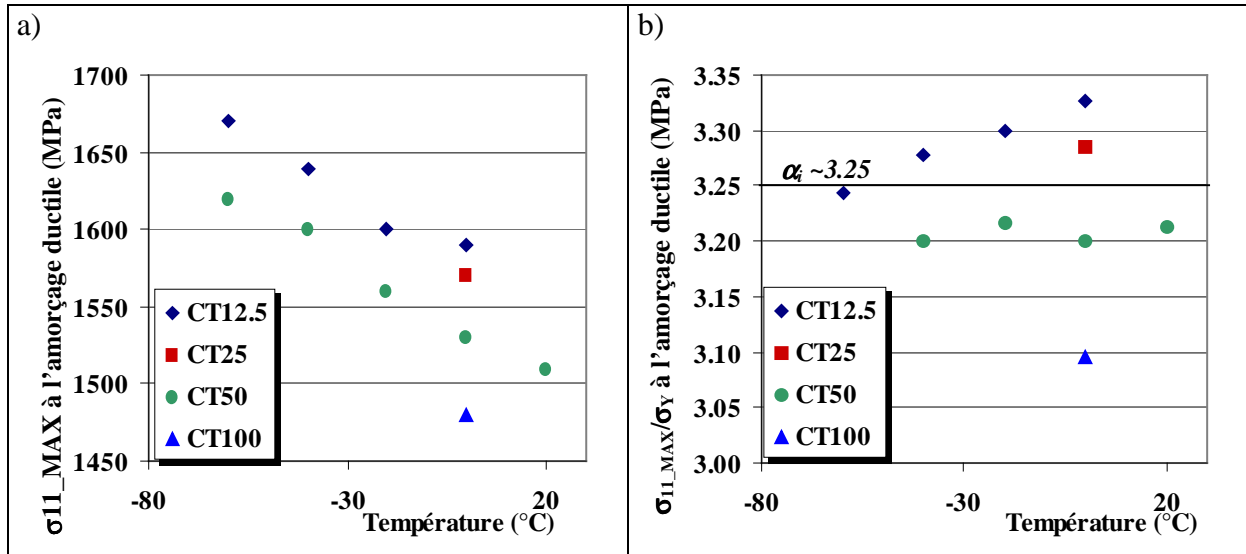 a)
σ11_MAX à l'amorçage ductile (MPa)
1700
1650
1600
1550
1500
1450
-80
-30
20
Température (°C)
CT12.5
CT25
CT50
CT100
b)
σ11_MAX/σY à l'amorçage ductile (MPa)
3.35
3.30
3.25
3.20
3.15
3.10
3.05
3.00
-80
-30
20
Température (°C)
αi ~3.25
CT12.5
CT25
CT50
CT100